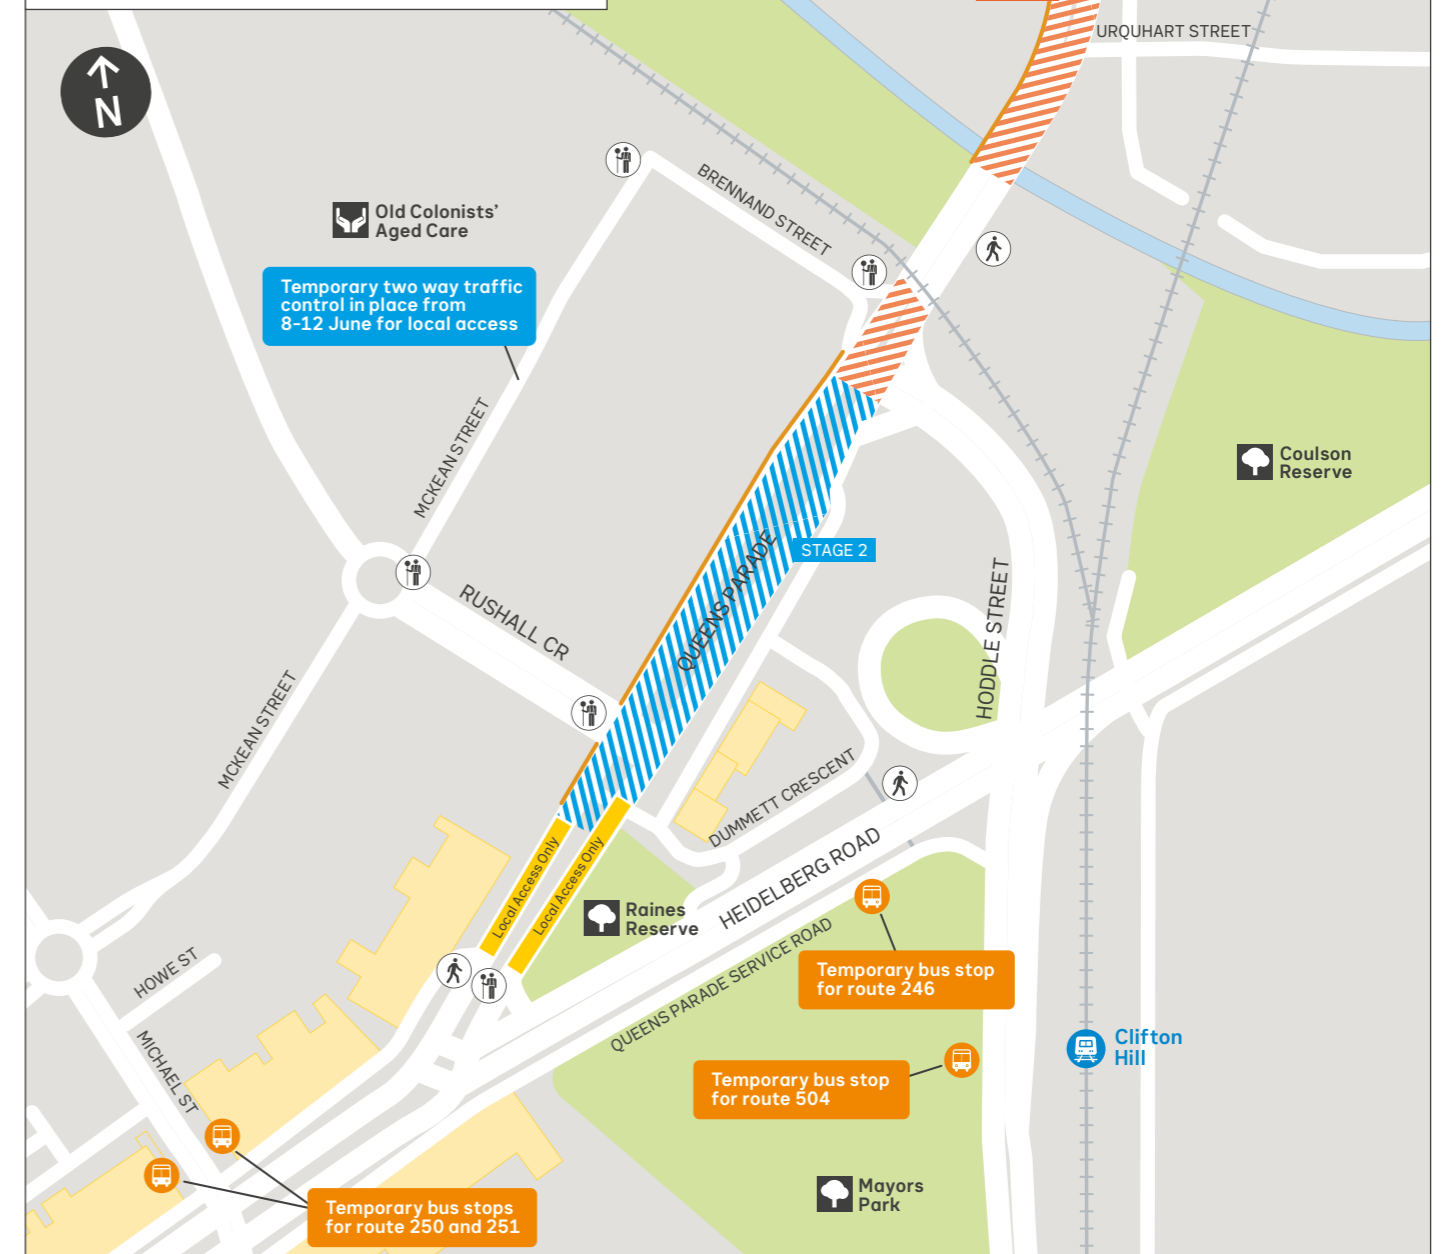 URQUHART STREET
N
BRENNAND STREET
Old Colonists’
Aged Care
Temporary two way traffic
control in place from
8-12 June for local access
MCKEAN STREET
Coulson
Reserve
STAGE 2
QUEENS PARADE
RUSHALL CR
HODDLE STREET
MCKEAN STREET
DUMMETT CRESCENT
HEIDELBERG ROAD
Local Access Only
Local Access Only
Raines
Reserve
QUEENS PARADE SERVICE ROAD
HOWE ST
Temporary bus stop
for route 246
MICHAEL ST
Clifton
Hill
Temporary bus stop
for route 504
Mayors
Park
Temporary bus stops
for route 250 and 251